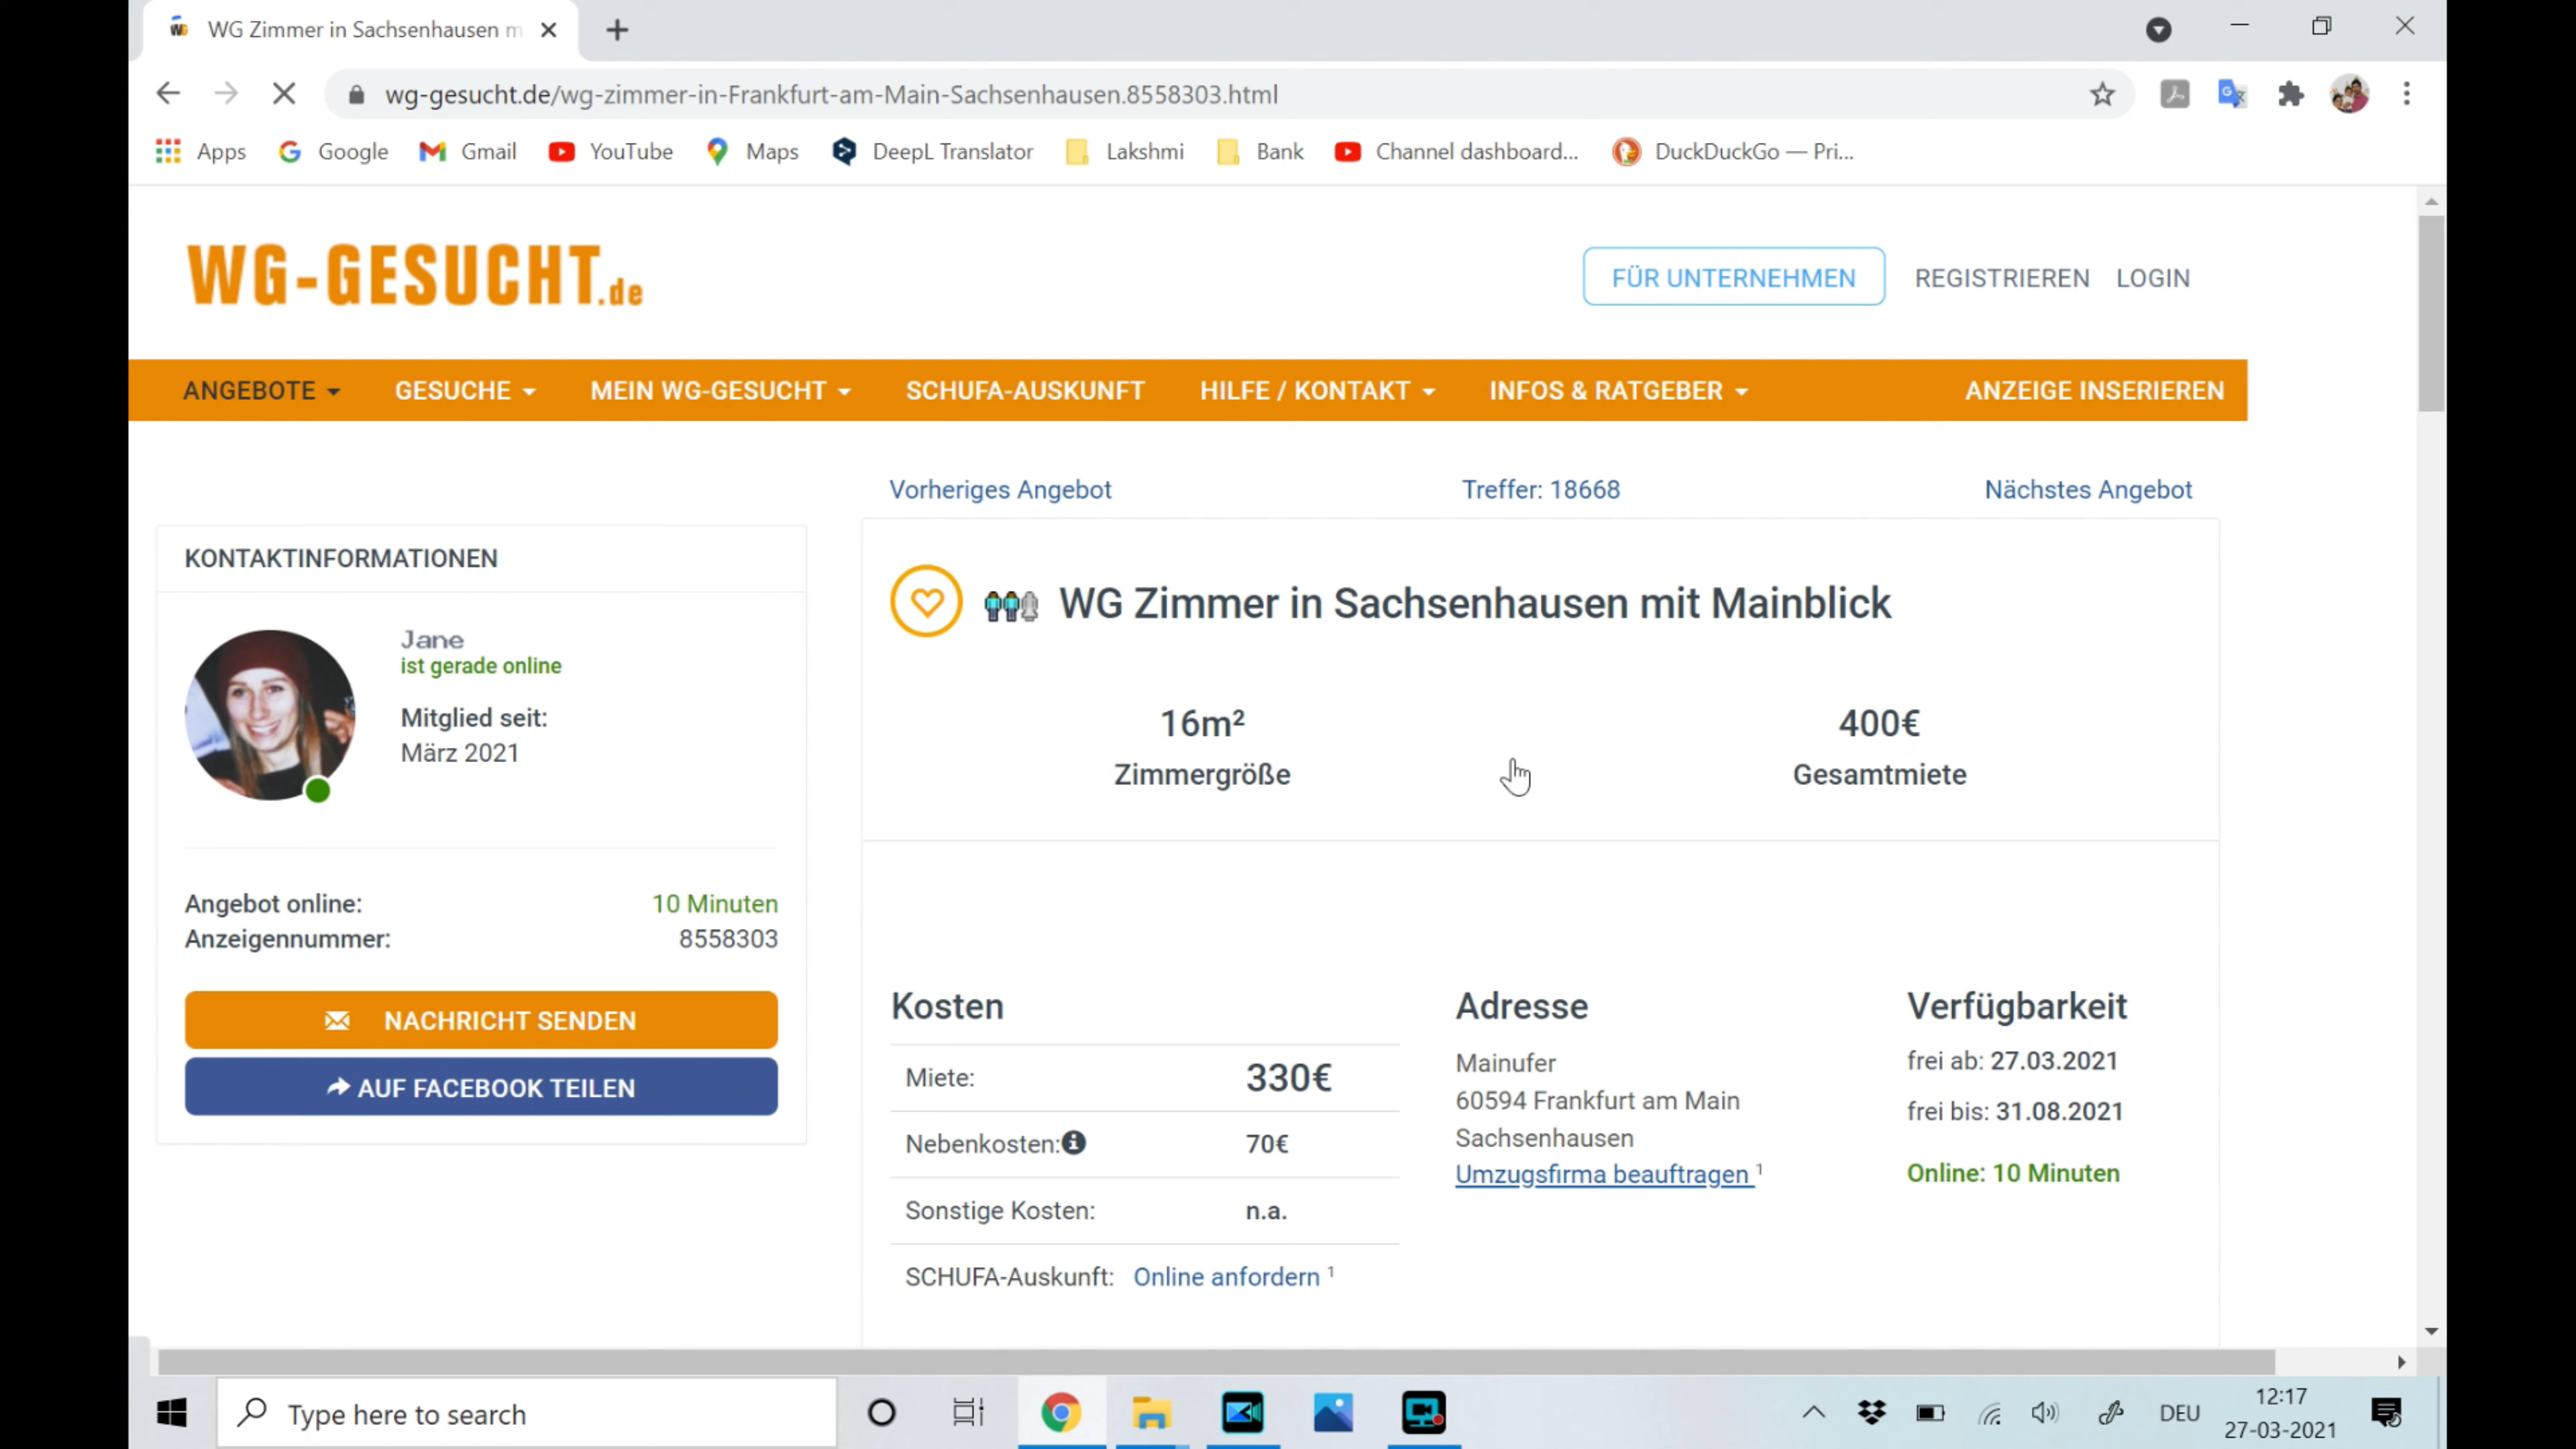 WG Zimmer in Sachsenhausen m
wg-gesucht.de/wg-zimmer-in-Frankfurt-am-Main-Sachsenhausen.8558303.html
Apps Google Gmail YouTube Maps DeepL Translator Lakshmi Bank Channel dashboard... DuckDuckGo — Pri...
WG-GESUCHT.de
FÜR UNTERNEHMEN REGISTRIEREN LOGIN
ANGEBOTE GESUCHE MEIN WG-GESUCHT SCHUFA-AUSKUNFT HILFE / KONTAKT INFOS & RATGEBER ANZEIGE INSERIEREN
Vorheriges Angebot Treffer: 18668 Nächstes Angebot
KONTAKTINFORMATIONEN
Jane
ist gerade online
Mitglied seit:
März 2021
Angebot online: 10 Minuten
Anzeigennummer: 8558303
NACHRICHT SENDEN
AUF FACEBOOK TEILEN
WG Zimmer in Sachsenhausen mit Mainblick
16m² 400€
Zimmergröße Gesamtmiete
Kosten
Miete: 330€
Nebenkosten: 70€
Sonstige Kosten: n.a.
SCHUFA-Auskunft: Online anfordern 1
Adresse
Mainufer
60594 Frankfurt am Main
Sachsenhausen
Umzugsfirma beauftragen 1
Verfügbarkeit
frei ab: 27.03.2021
frei bis: 31.08.2021
Online: 10 Minuten
Type here to search
DEU
12:17
27-03-2021